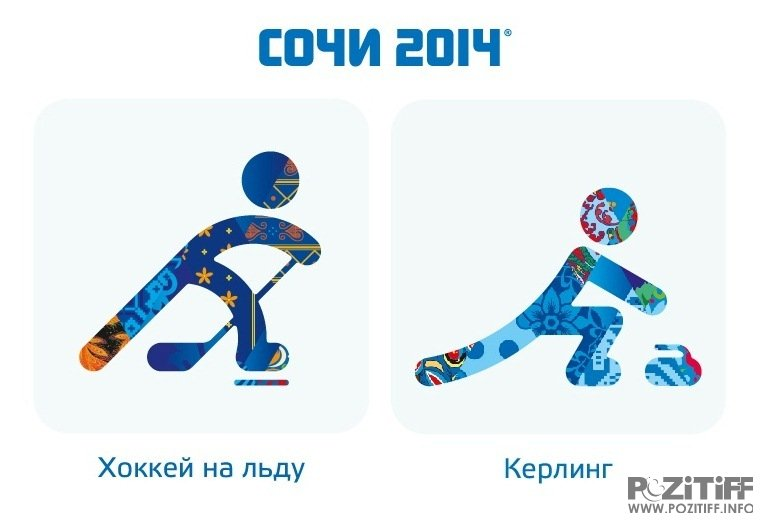 СОЧИ 2014®
Хоккей на льду
Керлинг
POZITIFF
WWW.POZITIFF.INFO